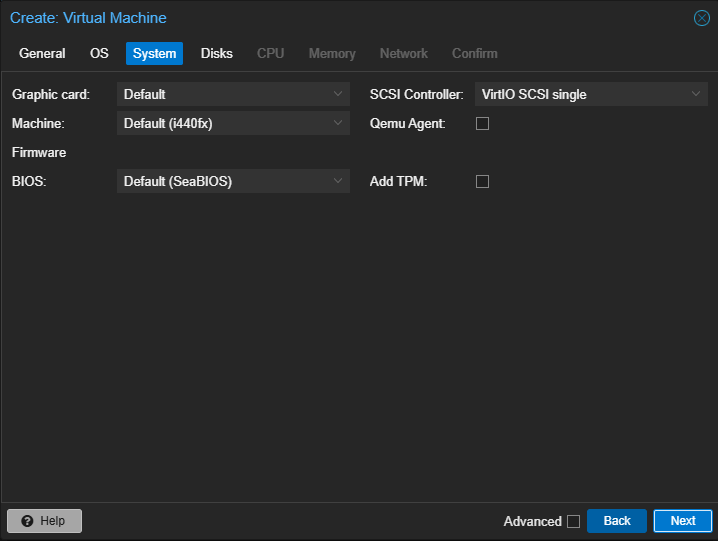 Create: Virtual Machine
General OS System Disks CPU Memory Network Confirm
Graphic card: Default SCSI Controller: VirtIO SCSI single
Machine: Default (i440fx) Qemu Agent:
Firmware
BIOS: Default (SeaBIOS) Add TPM:
Help Advanced Back Next